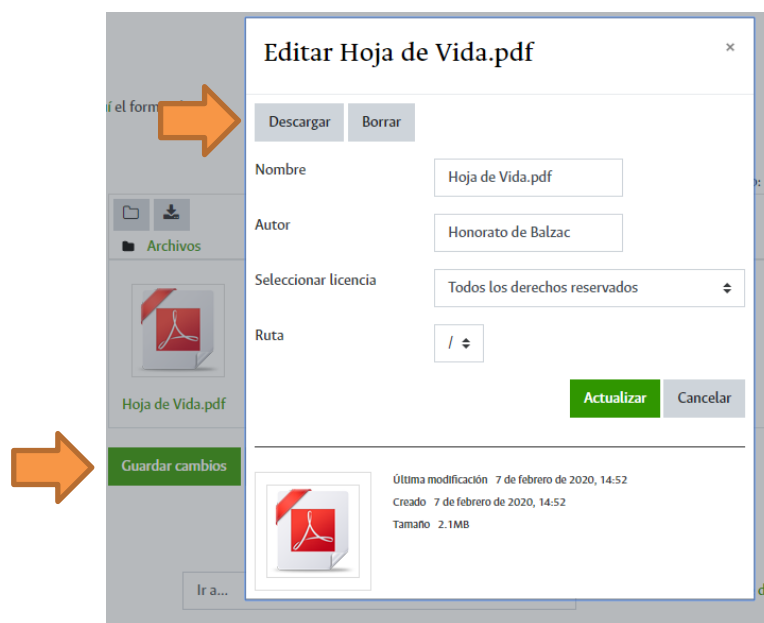 Editar Hoja de Vida.pdf ×
í el form
Descargar Borrar
Nombre Hoja de Vida.pdf
o:
Autor Honorato de Balzac
Archivos
Seleccionar licencia Todos los derechos reservados
Ruta /
Hoja de Vida.pdf
Actualizar Cancelar
Guardar cambios
Última modificación 7 de febrero de 2020, 14:52
Creado 7 de febrero de 2020, 14:52
Tamaño 2.1MB
Ir a...